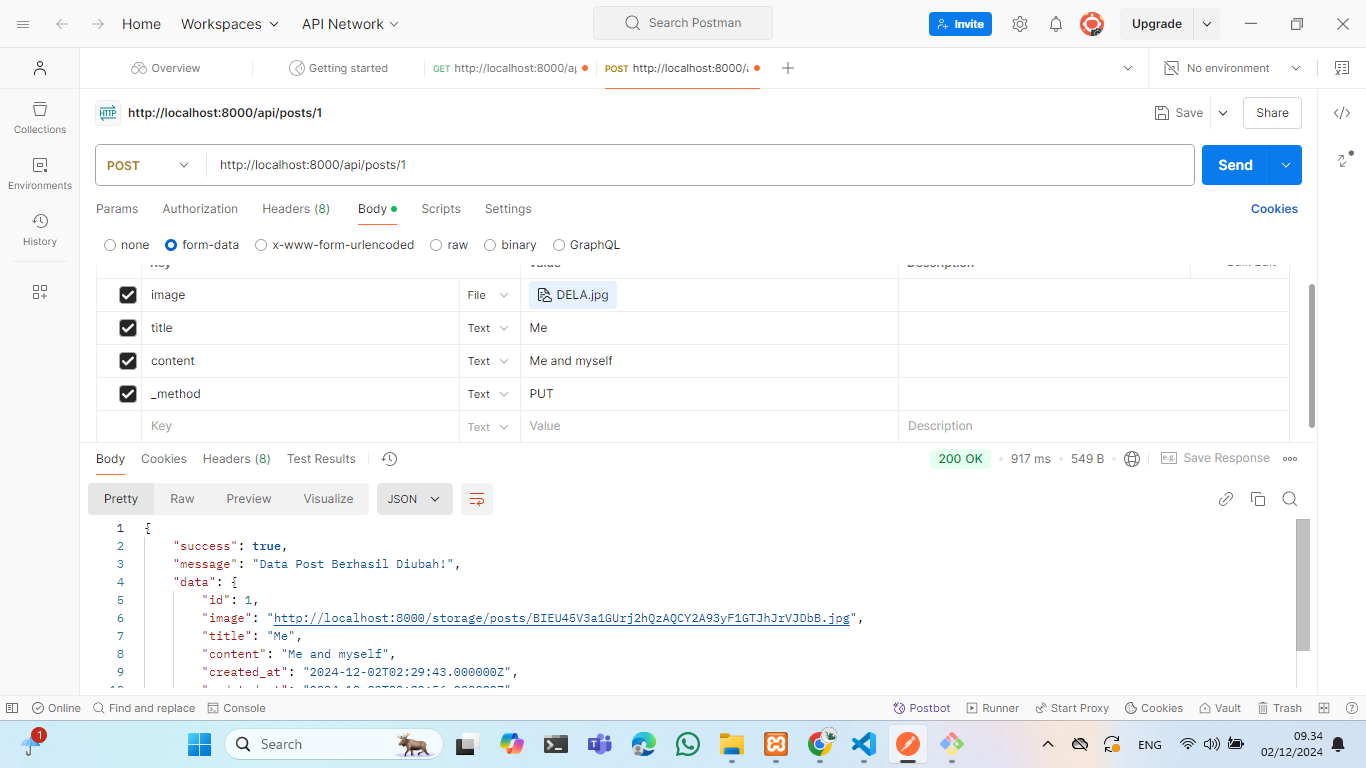 Home Workspaces API Network Search Postman Invite Upgrade
Overview Getting started GET http://localhost:8000/a POST http://localhost:8000/ No environment
HTTP http://localhost:8000/api/posts/1 Save Share
Collections
POST http://localhost:8000/api/posts/1 Send
Environments
Params Authorization Headers (8) Body Scripts Settings Cookies
History
none form-data x-www-form-urlencoded raw binary GraphQL
Key Value Description Bulk Edit
image File DELA.jpg
title Text Me
content Text Me and myself
_method Text PUT
Key Text Value Description
Body Cookies Headers (8) Test Results 200 OK 917 ms 549 B e.g. Save Response
Pretty Raw Preview Visualize JSON
1 {
2 "success": true,
3 "message": "Data Post Berhasil Diubah!",
4 "data": {
5 "id": 1,
6 "image": "http://localhost:8000/storage/posts/BIEU45V3a1GUrj2hQzAQCY2A93yF1GTJhJrVJDbB.jpg",
7 "title": "Me",
8 "content": "Me and myself",
9 "created_at": "2024-12-02T02:29:43.000000Z",
Online Find and replace Console Postbot Runner Start Proxy Cookies Vault Trash
1 Search ENG 09.34
02/12/2024